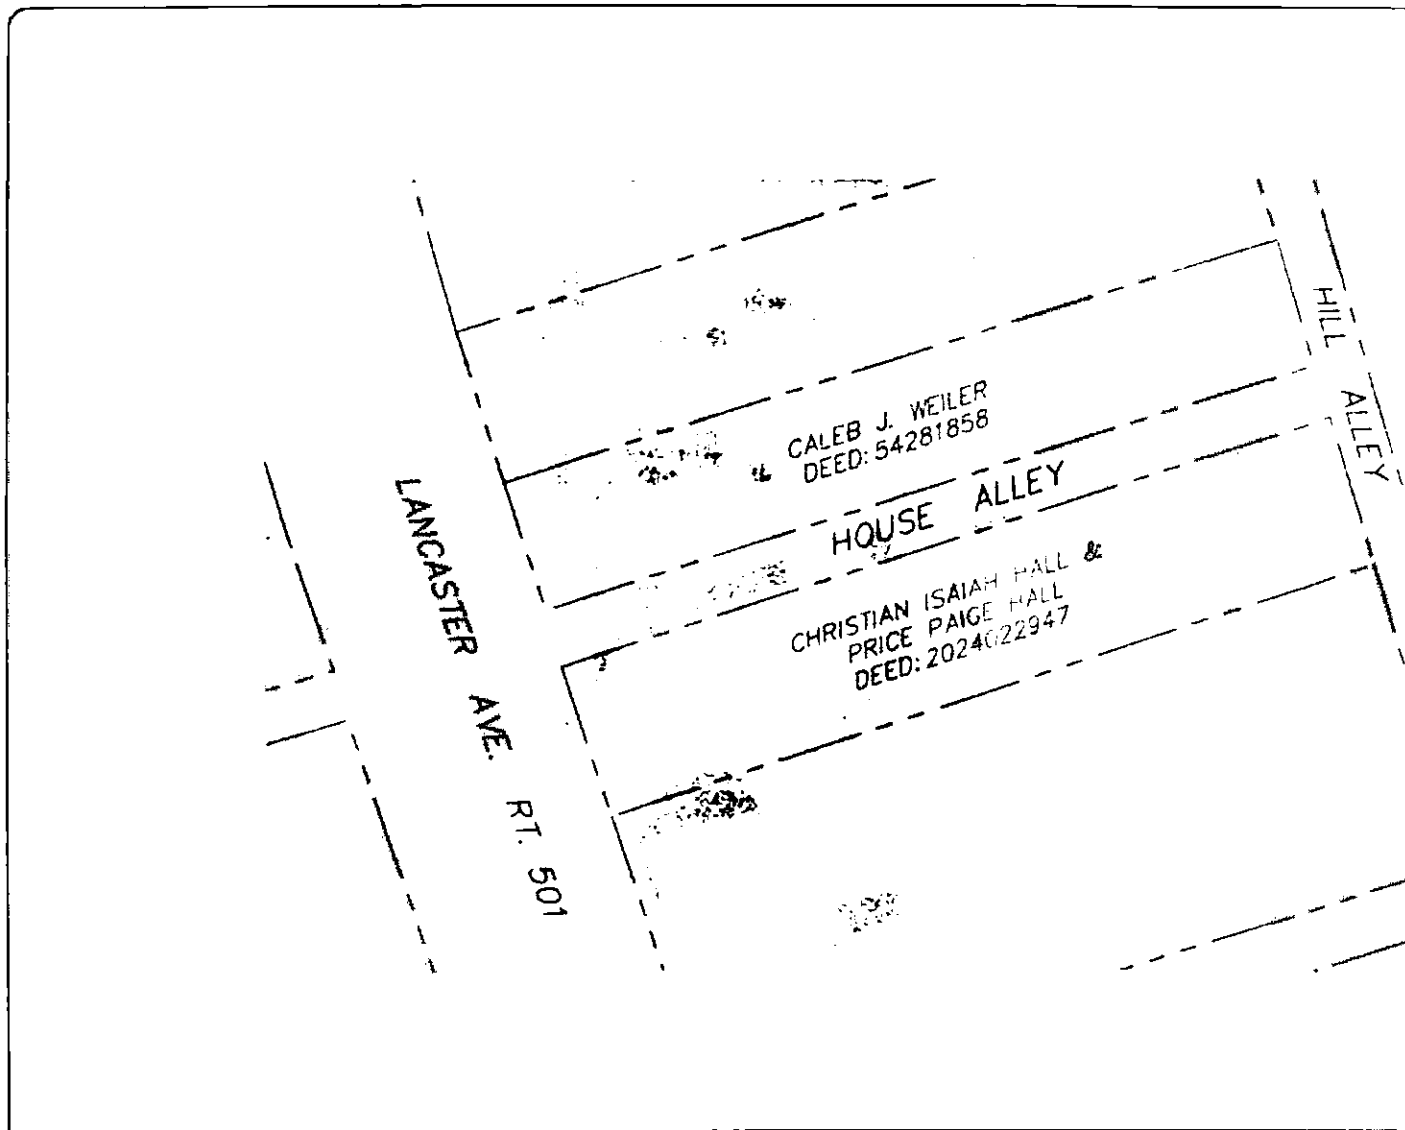 HILL ALLEY
CALEB J. WEILER
DEED: 54281858
HOUSE ALLEY
LANCASTER AVE. RT. 501
CHRISTIAN ISAIAH HALL &
PRICE PAIGE HALL
DEED: 2024022947